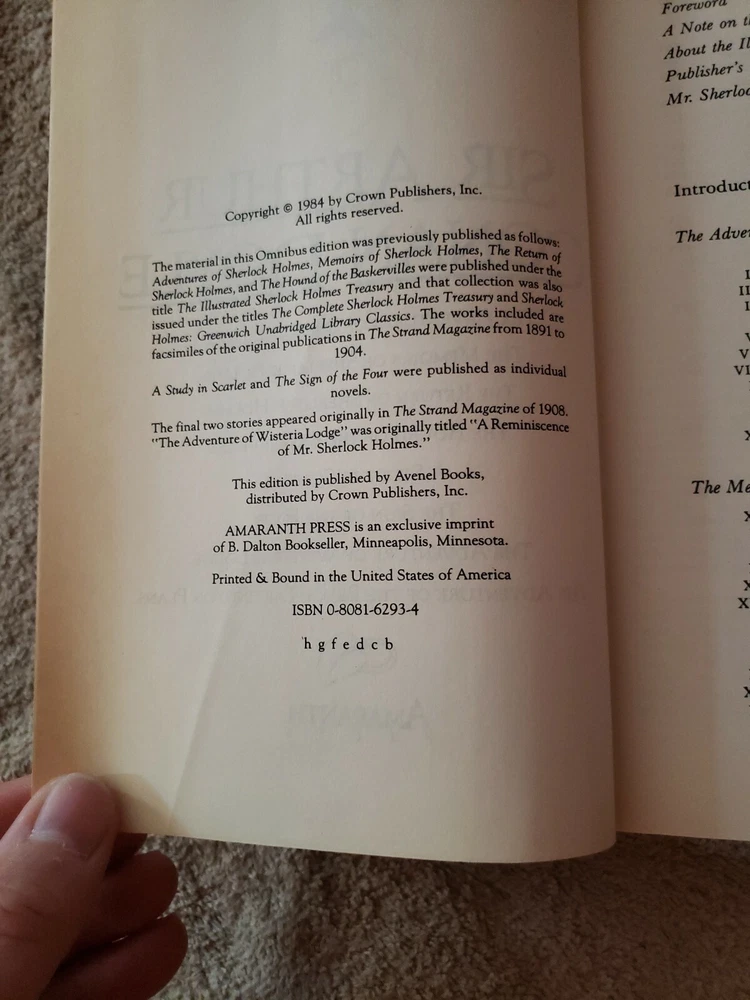 Copyright © 1984 by Crown Publishers, Inc.
All rights reserved.
The material in this Omnibus edition was previously published as follows:
Adventures of Sherlock Holmes, Memoirs of Sherlock Holmes, The Return of
Sherlock Holmes, and The Hound of the Baskervilles were published under the
title The Illustrated Sherlock Holmes Treasury and that collection was also
issued under the titles The Complete Sherlock Holmes Treasury and Sherlock
Holmes: Greenwich Unabridged Library Classics. The works included are
facsimiles of the original publications in The Strand Magazine from 1891 to
1904.
A Study in Scarlet and The Sign of the Four were published as individual
novels.
The final two stories appeared originally in The Strand Magazine of 1908.
"The Adventure of Wisteria Lodge" was originally titled "A Reminiscence
of Mr. Sherlock Holmes."
This edition is published by Avenel Books,
distributed by Crown Publishers, Inc.
AMARANTH PRESS is an exclusive imprint
of B. Dalton Bookseller, Minneapolis, Minnesota.
Printed & Bound in the United States of America
ISBN 0-8081-6293-4
h g f e d c b
Foreword
A Note on
About the
Publisher's
Mr.
The
The